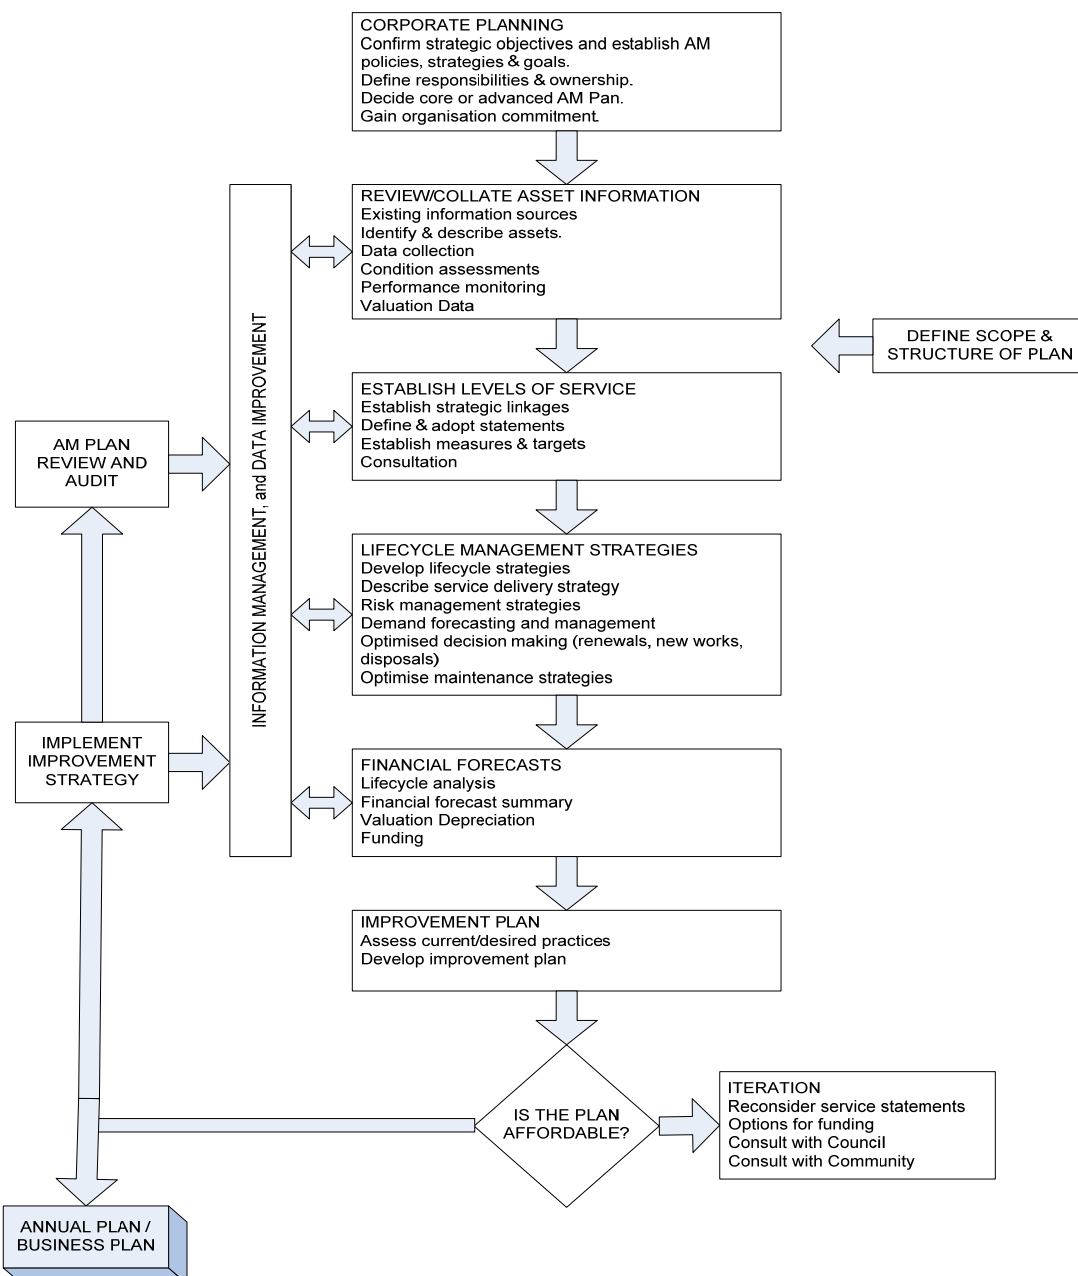 CORPORATE PLANNING
Confirm strategic objectives and establish AM
policies, strategies & goals.
Define responsibilities & ownership.
Decide core or advanced AM Pan.
Gain organisation commitment.
REVIEW/COLLATE ASSET INFORMATION
Existing information sources
Identify & describe assets.
Data collection
Condition assessments
Performance monitoring
Valuation Data
DEFINE SCOPE &
STRUCTURE OF PLAN
INFORMATION MANAGEMENT, and DATA IMPROVEMENT
ESTABLISH LEVELS OF SERVICE
Establish strategic linkages
Define & adopt statements
Establish measures & targets
Consultation
AM PLAN
REVIEW AND
AUDIT
LIFECYCLE MANAGEMENT STRATEGIES
Develop lifecycle strategies
Describe service delivery strategy
Risk management strategies
Demand forecasting and management
Optimised decision making (renewals, new works,
disposals)
Optimise maintenance strategies
IMPLEMENT
IMPROVEMENT
STRATEGY
FINANCIAL FORECASTS
Lifecycle analysis
Financial forecast summary
Valuation Depreciation
Funding
IMPROVEMENT PLAN
Assess current/desired practices
Develop improvement plan
IS THE PLAN
AFFORDABLE?
ITERATION
Reconsider service statements
Options for funding
Consult with Council
Consult with Community
ANNUAL PLAN /
BUSINESS PLAN